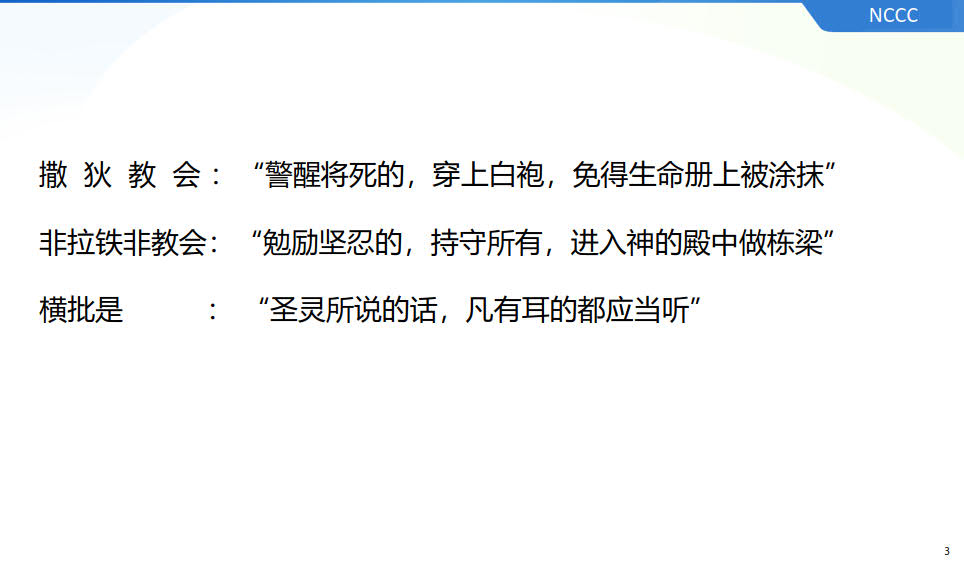 NCCC
撒 狄 教 会：“警醒将死的，穿上白袍，免得生命册上被涂抹”
非拉铁非教会：“勉励坚忍的，持守所有，进入神的殿中做栋梁”
横批是 ：“圣灵所说的话，凡有耳的都应当听”
3